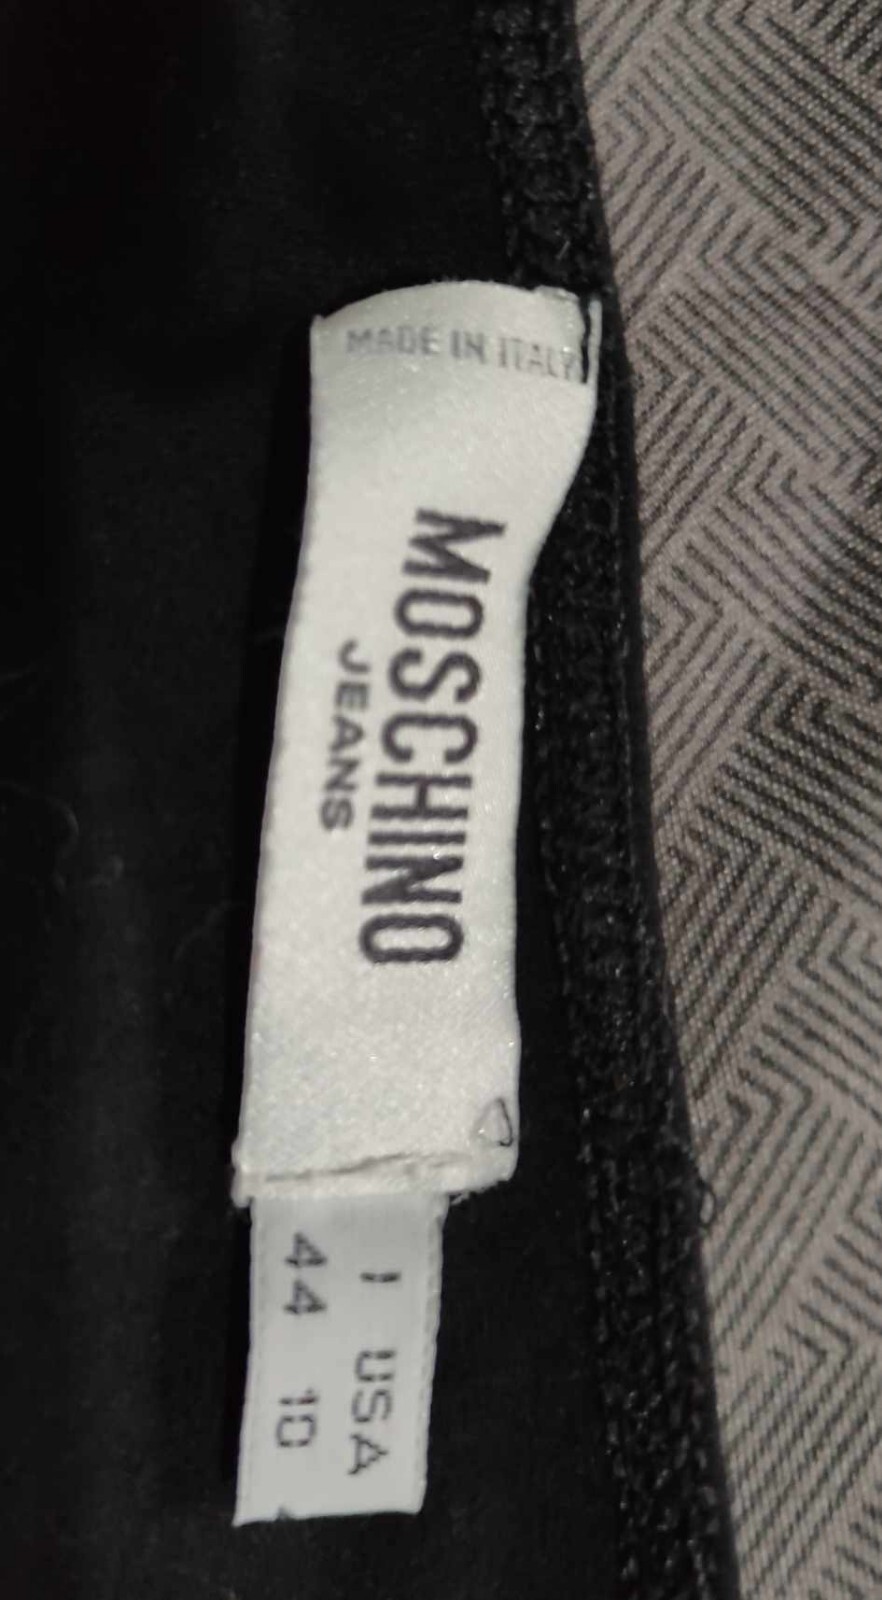 MADE IN ITALY
MOSCHINO
JEANS
I USA
44 10